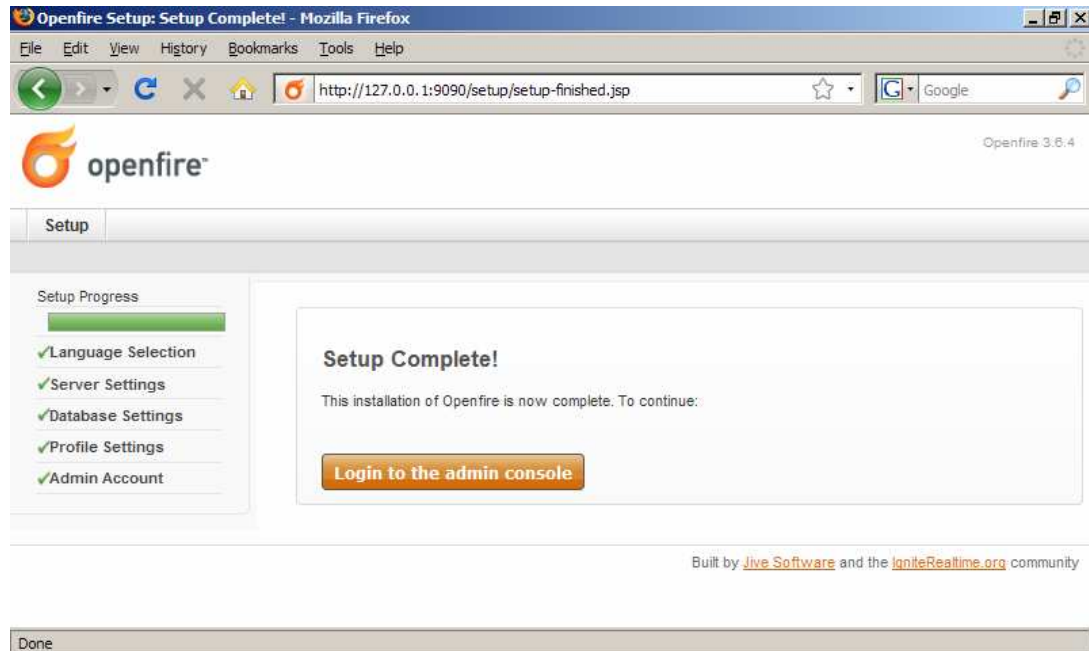 Openfire Setup: Setup Complete! - Mozilla Firefox
File Edit View History Bookmarks Tools Help
http://127.0.0.1:9090/setup/setup-finished.jsp
G Google
openfire™
Openfire 3.6.4
Setup
Setup Progress
✓Language Selection
✓Server Settings
✓Database Settings
✓Profile Settings
✓Admin Account
Setup Complete!
This installation of Openfire is now complete. To continue:
Login to the admin console
Built by Jive Software and the IgniteRealtime.org community
Done